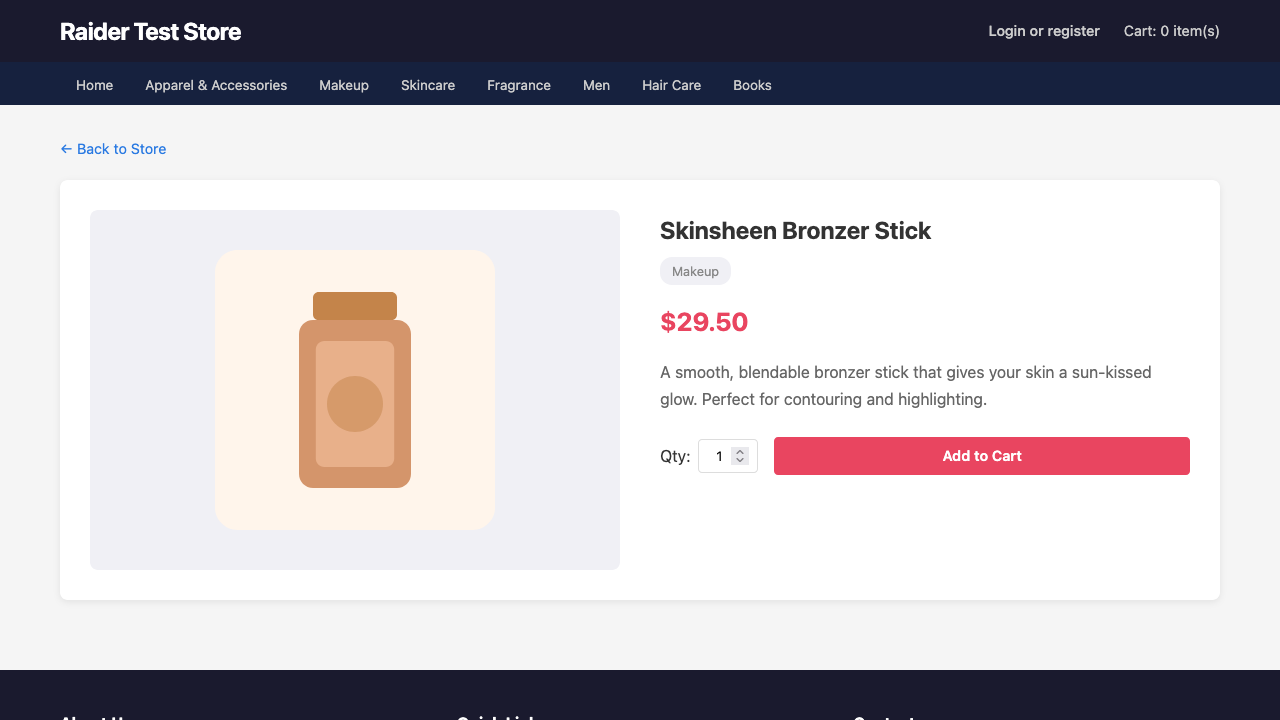 Raider Test Store
Login or register
Cart: 0 item(s)
Home
Apparel & Accessories
Makeup
Skincare
Fragrance
Men
Hair Care
Books
← Back to Store
Skinsheen Bronzer Stick
Makeup
$29.50
A smooth, blendable bronzer stick that gives your skin a sun-kissed
glow. Perfect for contouring and highlighting.
Qty: 1
Add to Cart